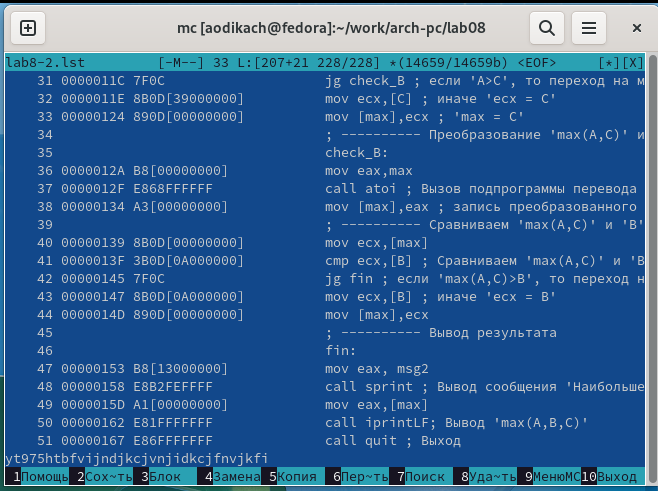 mc [aodikach@fedora]:~/work/arch-pc/lab08
lab8-2.lst [-M--] 33 L:[207+21 228/228] *(14659/14659b) <EOF> [*][X]
31 0000011C 7F0C jg check_B ; если 'A>C', то переход на м
32 0000011E 8B0D[39000000] mov ecx,[C] ; иначе 'ecx = C'
33 00000124 890D[00000000] mov [max],ecx ; 'max = C'
34 ; ---------- Преобразование 'max(A,C)' и
35 check_B:
36 0000012A B8[00000000] mov eax,max
37 0000012F E868FFFFFF call atoi ; Вызов подпрограммы перевода
38 00000134 A3[00000000] mov [max],eax ; запись преобразованного
39 ; ---------- Сравниваем 'max(A,C)' и 'B'
40 00000139 8B0D[00000000] mov ecx,[max]
41 0000013F 3B0D[0A000000] cmp ecx,[B] ; Сравниваем 'max(A,C)' и 'B
42 00000145 7F0C jg fin ; если 'max(A,C)>B', то переход н
43 00000147 8B0D[0A000000] mov ecx,[B] ; иначе 'ecx = B'
44 0000014D 890D[00000000] mov [max],ecx
45 ; ---------- Вывод результата
46 fin:
47 00000153 B8[13000000] mov eax, msg2
48 00000158 E8B2FEFFFF call sprint ; Вывод сообщения 'Наибольше
49 0000015D A1[00000000] mov eax,[max]
50 00000162 E81FFFFFFF call iprintLF; Вывод 'max(A,B,C)'
51 00000167 E86FFFFFFF call quit ; Выход
yt975htbfvijndjkcjvnjidkcjfnvjkfi
1Помощь 2Сох~ть 3Блок 4Замена 5Копия 6Пер~ть 7Поиск 8Уда~ть 9МенюMC 10Выход